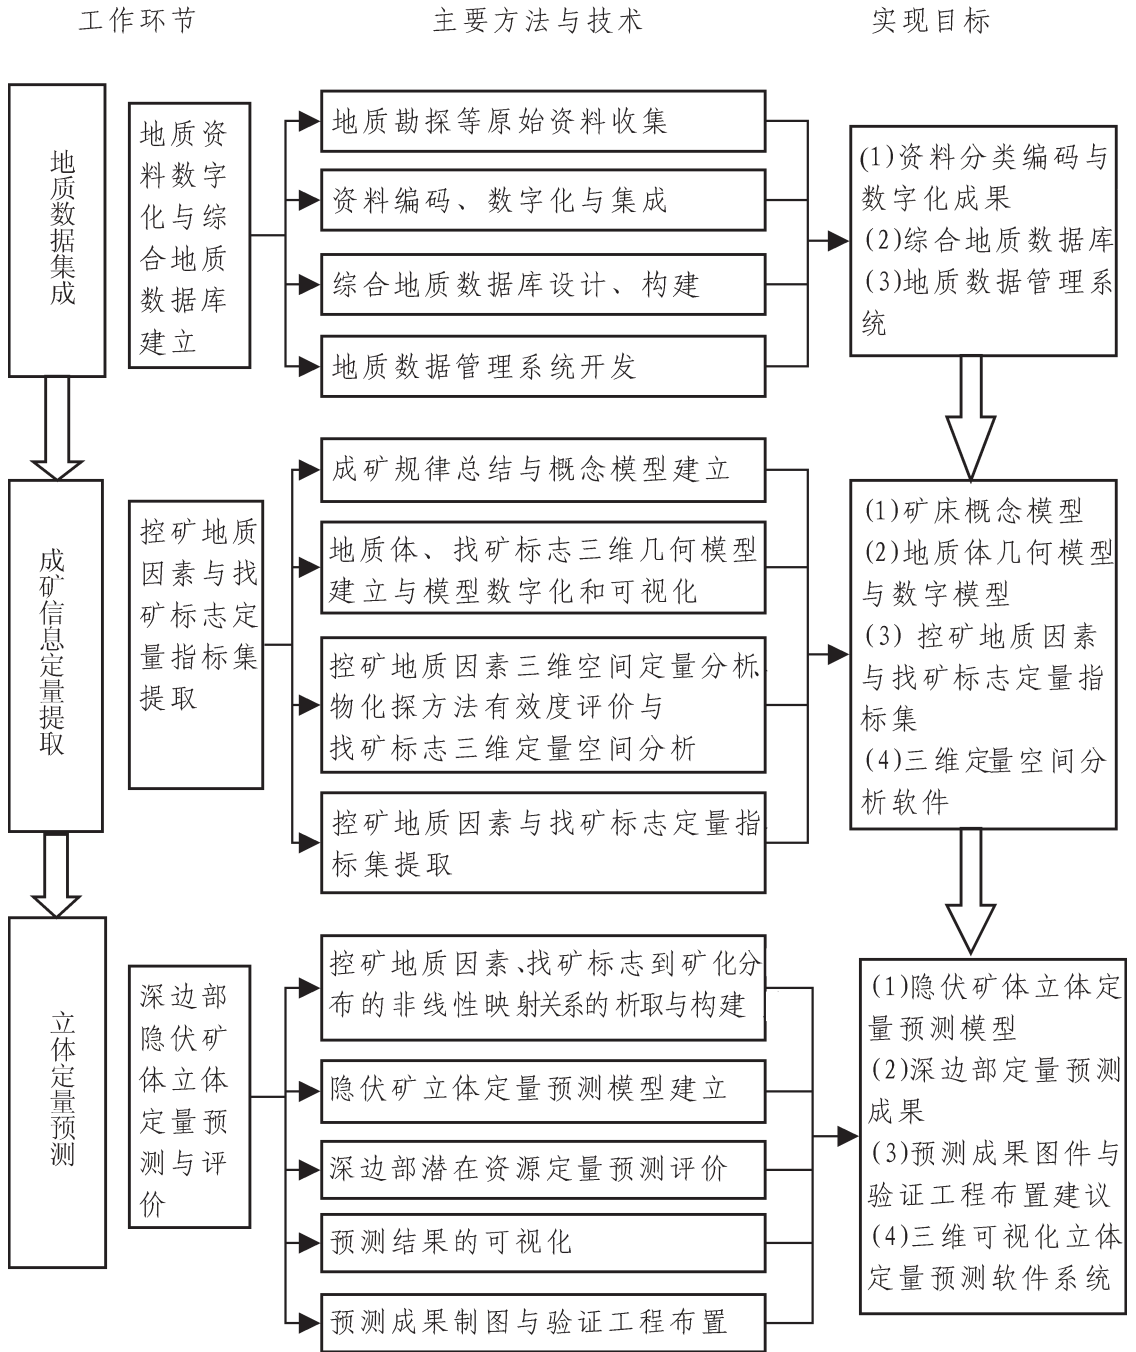 工作环节
主要方法与技术
实现目标
地质数据集成
地质资
料数字
化与综
合地质
数据库
建立
地质勘探等原始资料收集
资料编码、数字化与集成
综合地质数据库设计、构建
地质数据管理系统开发
(1)资料分类编码与
数字化成果
(2)综合地质数据库
(3)地质数据管理系
统
成矿信息定量提取
控矿地质
因素与找
矿标志定
量指标集
提取
成矿规律总结与概念模型建立
地质体、找矿标志三维几何模型
建立与模型数字化和可视化
控矿地质因素三维空间定量分析、
物化探方法有效度评价与
找矿标志三维定量空间分析
控矿地质因素与找矿标志定量指
标集提取
(1)矿床概念模型
(2)地质体几何模型
与数字模型
(3)控矿地质因素
与找矿标志定量指
标集
(4)三维定量空间分
析软件
立体定量预测
深边部
隐伏矿
体立体
定量预
测与评
价
控矿地质因素、找矿标志到矿化分
布的非线性映射关系的析取与构建
隐伏矿立体定量预测模型建立
深边部潜在资源定量预测评价
预测结果的可视化
预测成果制图与验证工程布置
(1)隐伏矿体立体定
量预测模型
(2)深边部定量预测
成果
(3)预测成果图件与
验证工程布置建议
(4)三维可视化立体
定量预测软件系统